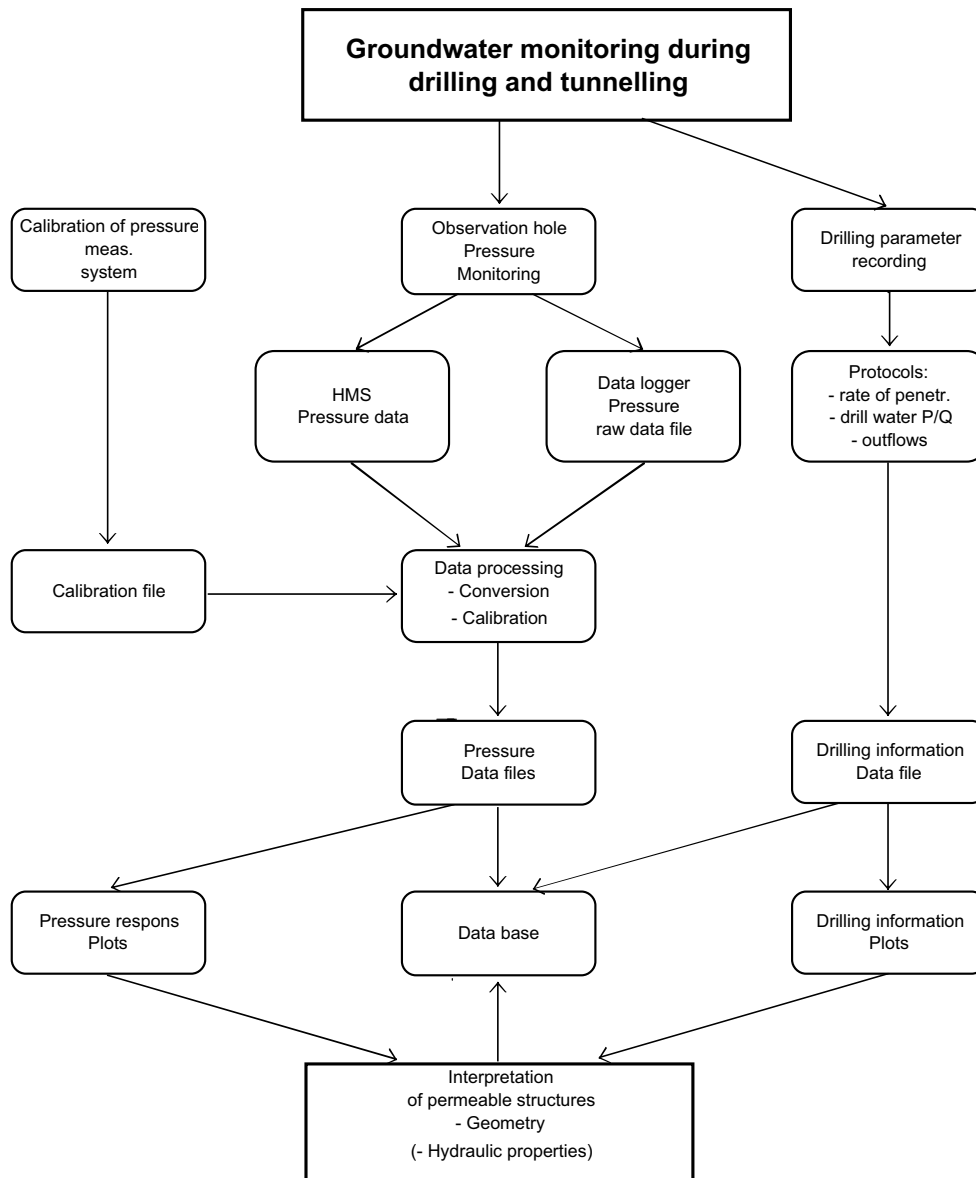 Groundwater monitoring during
drilling and tunnelling
Calibration of pressure
meas.
system
Observation hole
Pressure
Monitoring
Drilling parameter
recording
HMS
Pressure data
Data logger
Pressure
raw data file
Protocols:
- rate of penetr.
- drill water P/Q
- outflows
Calibration file
Data processing
- Conversion
- Calibration
Pressure
Data files
Drilling information
Data file
Pressure respons
Plots
Data base
Drilling information
Plots
Interpretation
of permeable structures
- Geometry
(- Hydraulic properties)